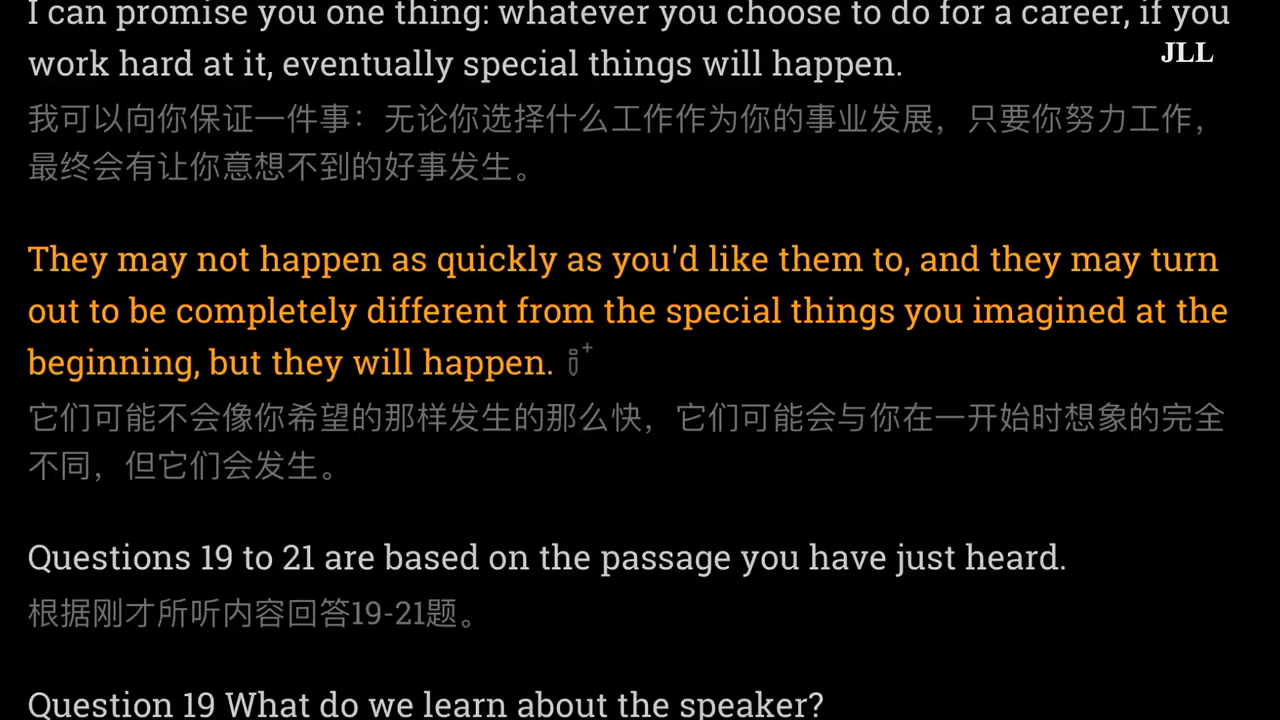 I can promise you one thing: whatever you choose to do for a career, if you
JLL
work hard at it, eventually special things will happen.
我可以向你保证一件事：无论你选择什么工作作为你的事业发展，只要你努力工作，
最终会有让你意想不到的好事发生。
They may not happen as quickly as you'd like them to, and they may turn
out to be completely different from the special things you imagined at the
beginning, but they will happen.
它们可能不会像你希望的那样发生的那么快，它们可能会与你在一开始时想象的完全
不同，但它们会发生。
Questions 19 to 21 are based on the passage you have just heard.
根据刚才所听内容回答19-21题。
Question 19 What do we learn about the speaker?